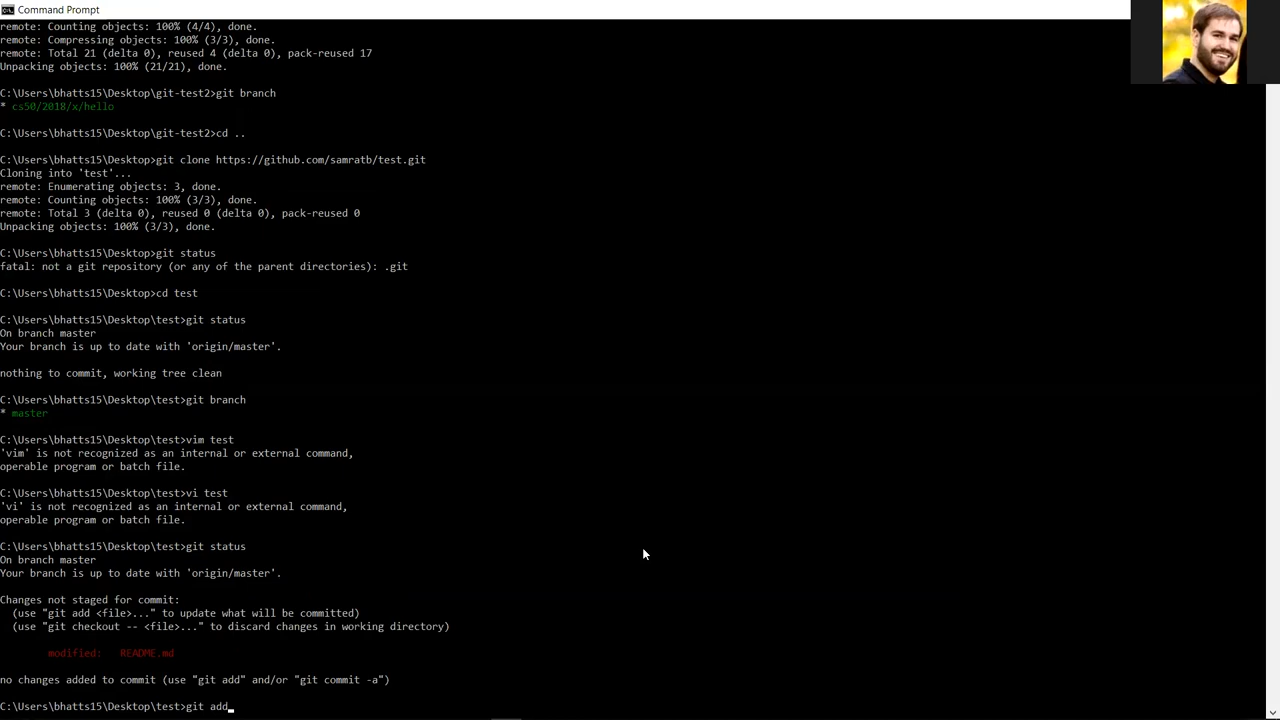 Command Prompt
remote: Counting objects: 100% (4/4), done.
remote: Compressing objects: 100% (3/3), done.
remote: Total 21 (delta 0), reused 4 (delta 0), pack-reused 17
Unpacking objects: 100% (21/21), done.
C:\Users\bhatts15\Desktop\git-test2>git branch
* cs50/2018/x/hello
C:\Users\bhatts15\Desktop\git-test2>cd ..
C:\Users\bhatts15\Desktop>git clone https://github.com/samratb/test.git
Cloning into 'test'...
remote: Enumerating objects: 3, done.
remote: Counting objects: 100% (3/3), done.
remote: Total 3 (delta 0), reused 0 (delta 0), pack-reused 0
Unpacking objects: 100% (3/3), done.
C:\Users\bhatts15\Desktop>git status
fatal: not a git repository (or any of the parent directories): .git
C:\Users\bhatts15\Desktop>cd test
C:\Users\bhatts15\Desktop\test>git status
On branch master
Your branch is up to date with 'origin/master'.
nothing to commit, working tree clean
C:\Users\bhatts15\Desktop\test>git branch
* master
C:\Users\bhatts15\Desktop\test>vim test
'vim' is not recognized as an internal or external command,
operable program or batch file.
C:\Users\bhatts15\Desktop\test>vi test
'vi' is not recognized as an internal or external command,
operable program or batch file.
C:\Users\bhatts15\Desktop\test>git status
On branch master
Your branch is up to date with 'origin/master'.
Changes not staged for commit:
(use "git add <file>..." to update what will be committed)
(use "git checkout -- <file>..." to discard changes in working directory)
modified: README.md
no changes added to commit (use "git add" and/or "git commit -a")
C:\Users\bhatts15\Desktop\test>git add